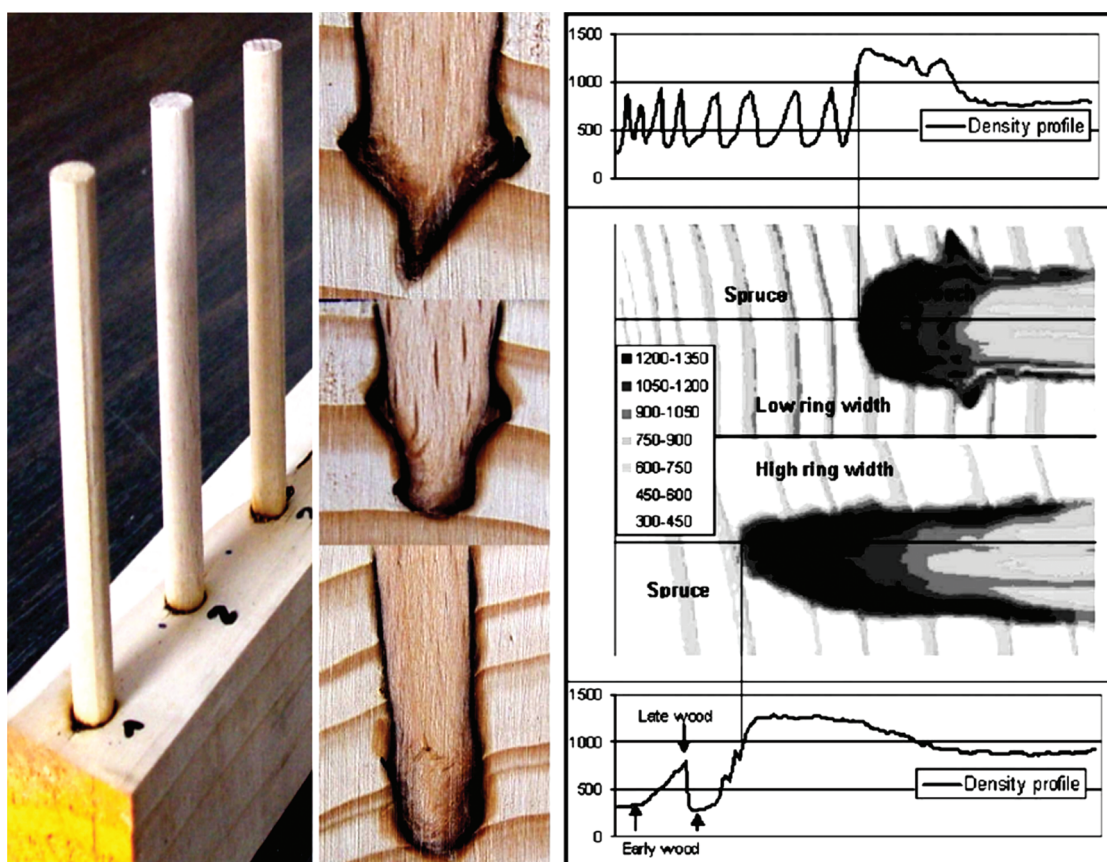 1500
1000
500
0
Density profile
Spruce
1200-1350
1050-1200
900-1050
750-900
600-750
450-600
300-450
Low ring width
High ring width
Spruce
1500
1000
500
0
Late wood
Early wood
Density profile